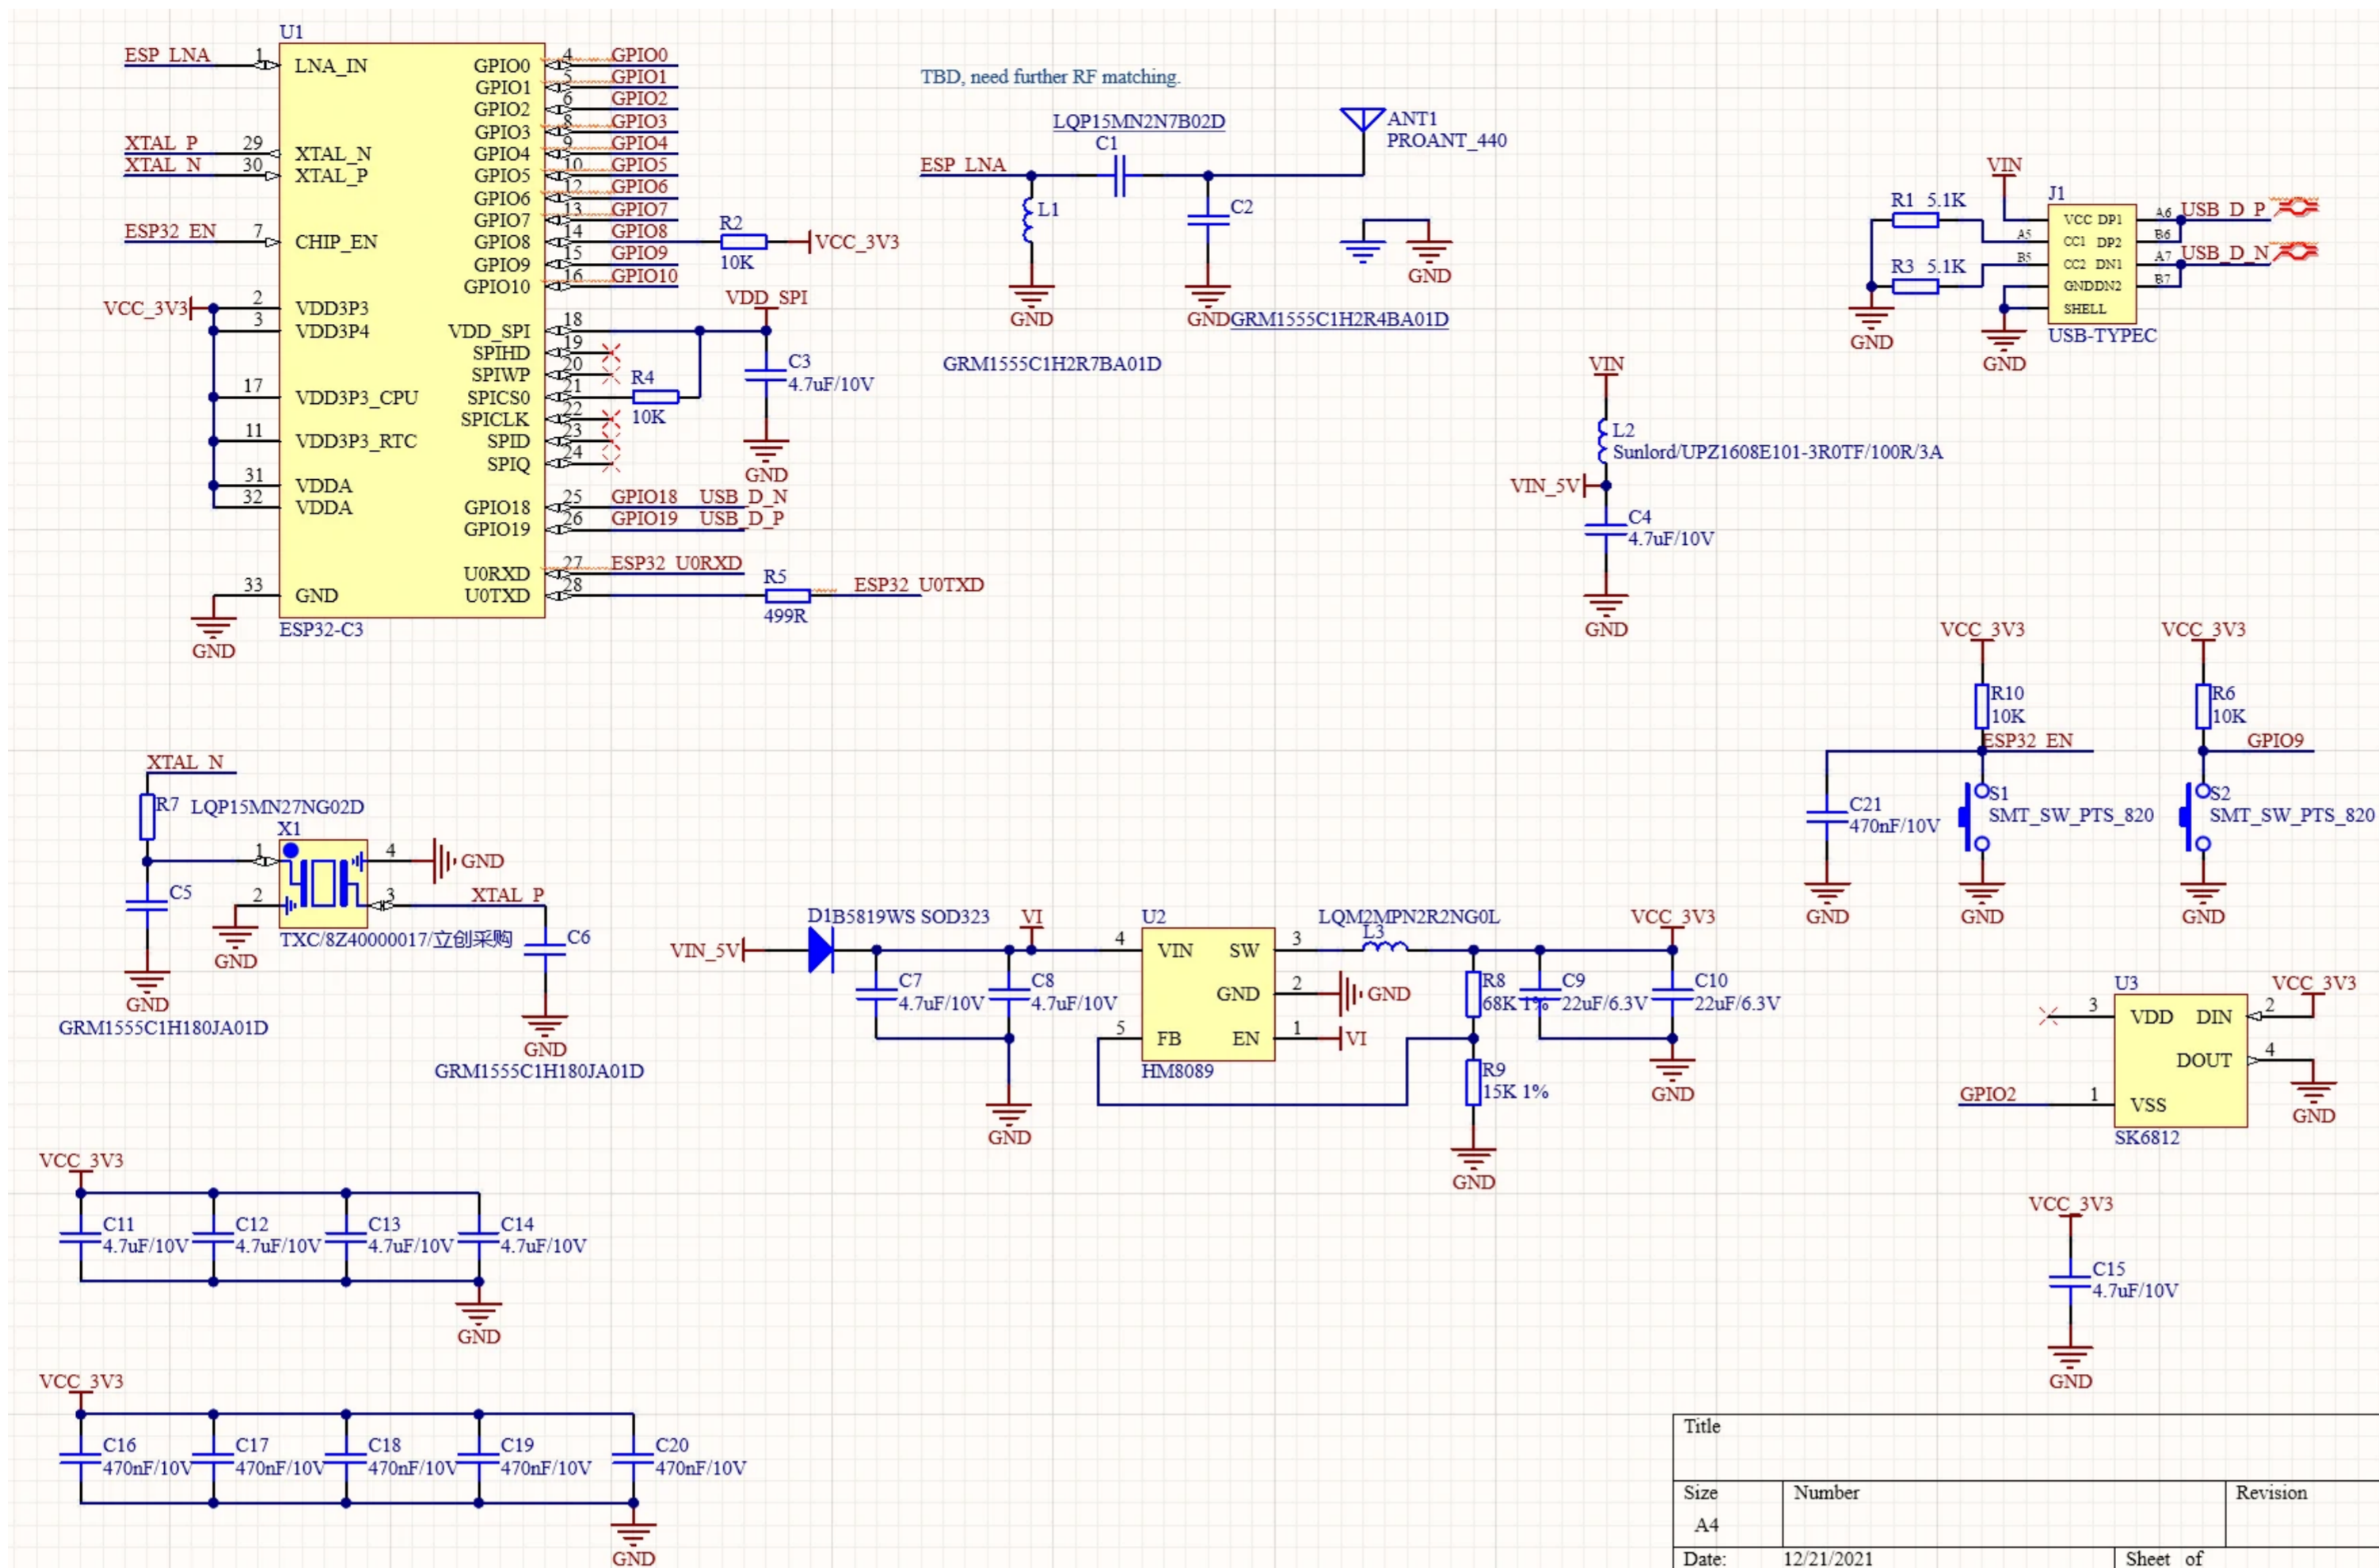 U1
ESP_LNA 1 LNA_IN GPIO0 4 GPIO0
GPIO1 5 GPIO1
GPIO2 6 GPIO2
GPIO3 8 GPIO3
XTAL_P 29 XTAL_N GPIO4 9 GPIO4
XTAL_N 30 XTAL_P GPIO5 10 GPIO5
GPIO6 12 GPIO6
GPIO7 13 GPIO7
ESP32_EN 7 CHIP_EN GPIO8 14 GPIO8
GPIO9 15 GPIO9
GPIO10 16 GPIO10
R2
10K
VCC_3V3
VCC_3V3 2 VDD3P3
3 VDD3P4 VDD_SPI 18
SPIHD 19
SPIWP 20
17 VDD3P3_CPU SPICS0 21
SPICLK 22
11 VDD3P3_RTC SPID 23
SPIQ 24
31 VDDA
32 VDDA GPIO18 25 GPIO18 USB_D_N
GPIO19 26 GPIO19 USB_D_P
U0RXD 27 ESP32_U0RXD
33 GND U0TXD 28
GND
ESP32-C3
VDD_SPI
R4
10K
C3
4.7uF/10V
GND
R5
499R
ESP32_U0TXD
TBD, need further RF matching.
LQP15MN2N7B02D
C1
ANT1
PROANT_440
ESP_LNA
L1
C2
GND
GND
GND
GRM1555C1H2R4BA01D
GRM1555C1H2R7BA01D
VIN
J1
R1 5.1K
R3 5.1K
GND
VCC DP1 A6 USB_D_P
A5 CC1 DP2 B6
B5 CC2 DN1 A7 USB_D_N
GND DN2 B7
SHELL
USB-TYPEC
GND
VIN
L2
Sunlord/UPZ1608E101-3R0TF/100R/3A
VIN_5V
C4
4.7uF/10V
GND
VCC_3V3
R10
10K
ESP32_EN
C21
470nF/10V
S1
SMT_SW_PTS_820
GND
GND
VCC_3V3
R6
10K
GPIO9
S2
SMT_SW_PTS_820
GND
XTAL_N
R7 LQP15MN27NG02D
X1
1
4
GND
C5
2
3
XTAL_P
GND
TXC/8Z40000017/立创采购
C6
GND
GRM1555C1H180JA01D
GND
GRM1555C1H180JA01D
VIN_5V
D1 B5819WS SOD323
VI
C7
4.7uF/10V
C8
4.7uF/10V
GND
U2
4 VIN SW 3
GND 2 GND
5 FB EN 1 VI
HM8089
LQM2MPN2R2NG0L
L3
VCC_3V3
R8
68K 1%
C9
22uF/6.3V
C10
22uF/6.3V
GND
R9
15K 1%
GND
U3
VCC_3V3
3 VDD DIN 2
DOUT 4
GPIO2 1 VSS
GND
SK6812
VCC_3V3
C15
4.7uF/10V
GND
VCC_3V3
C11
4.7uF/10V
C12
4.7uF/10V
C13
4.7uF/10V
C14
4.7uF/10V
GND
VCC_3V3
C16
470nF/10V
C17
470nF/10V
C18
470nF/10V
C19
470nF/10V
C20
470nF/10V
GND
Title
Size
Number
Revision
A4
Date: 12/21/2021
Sheet of